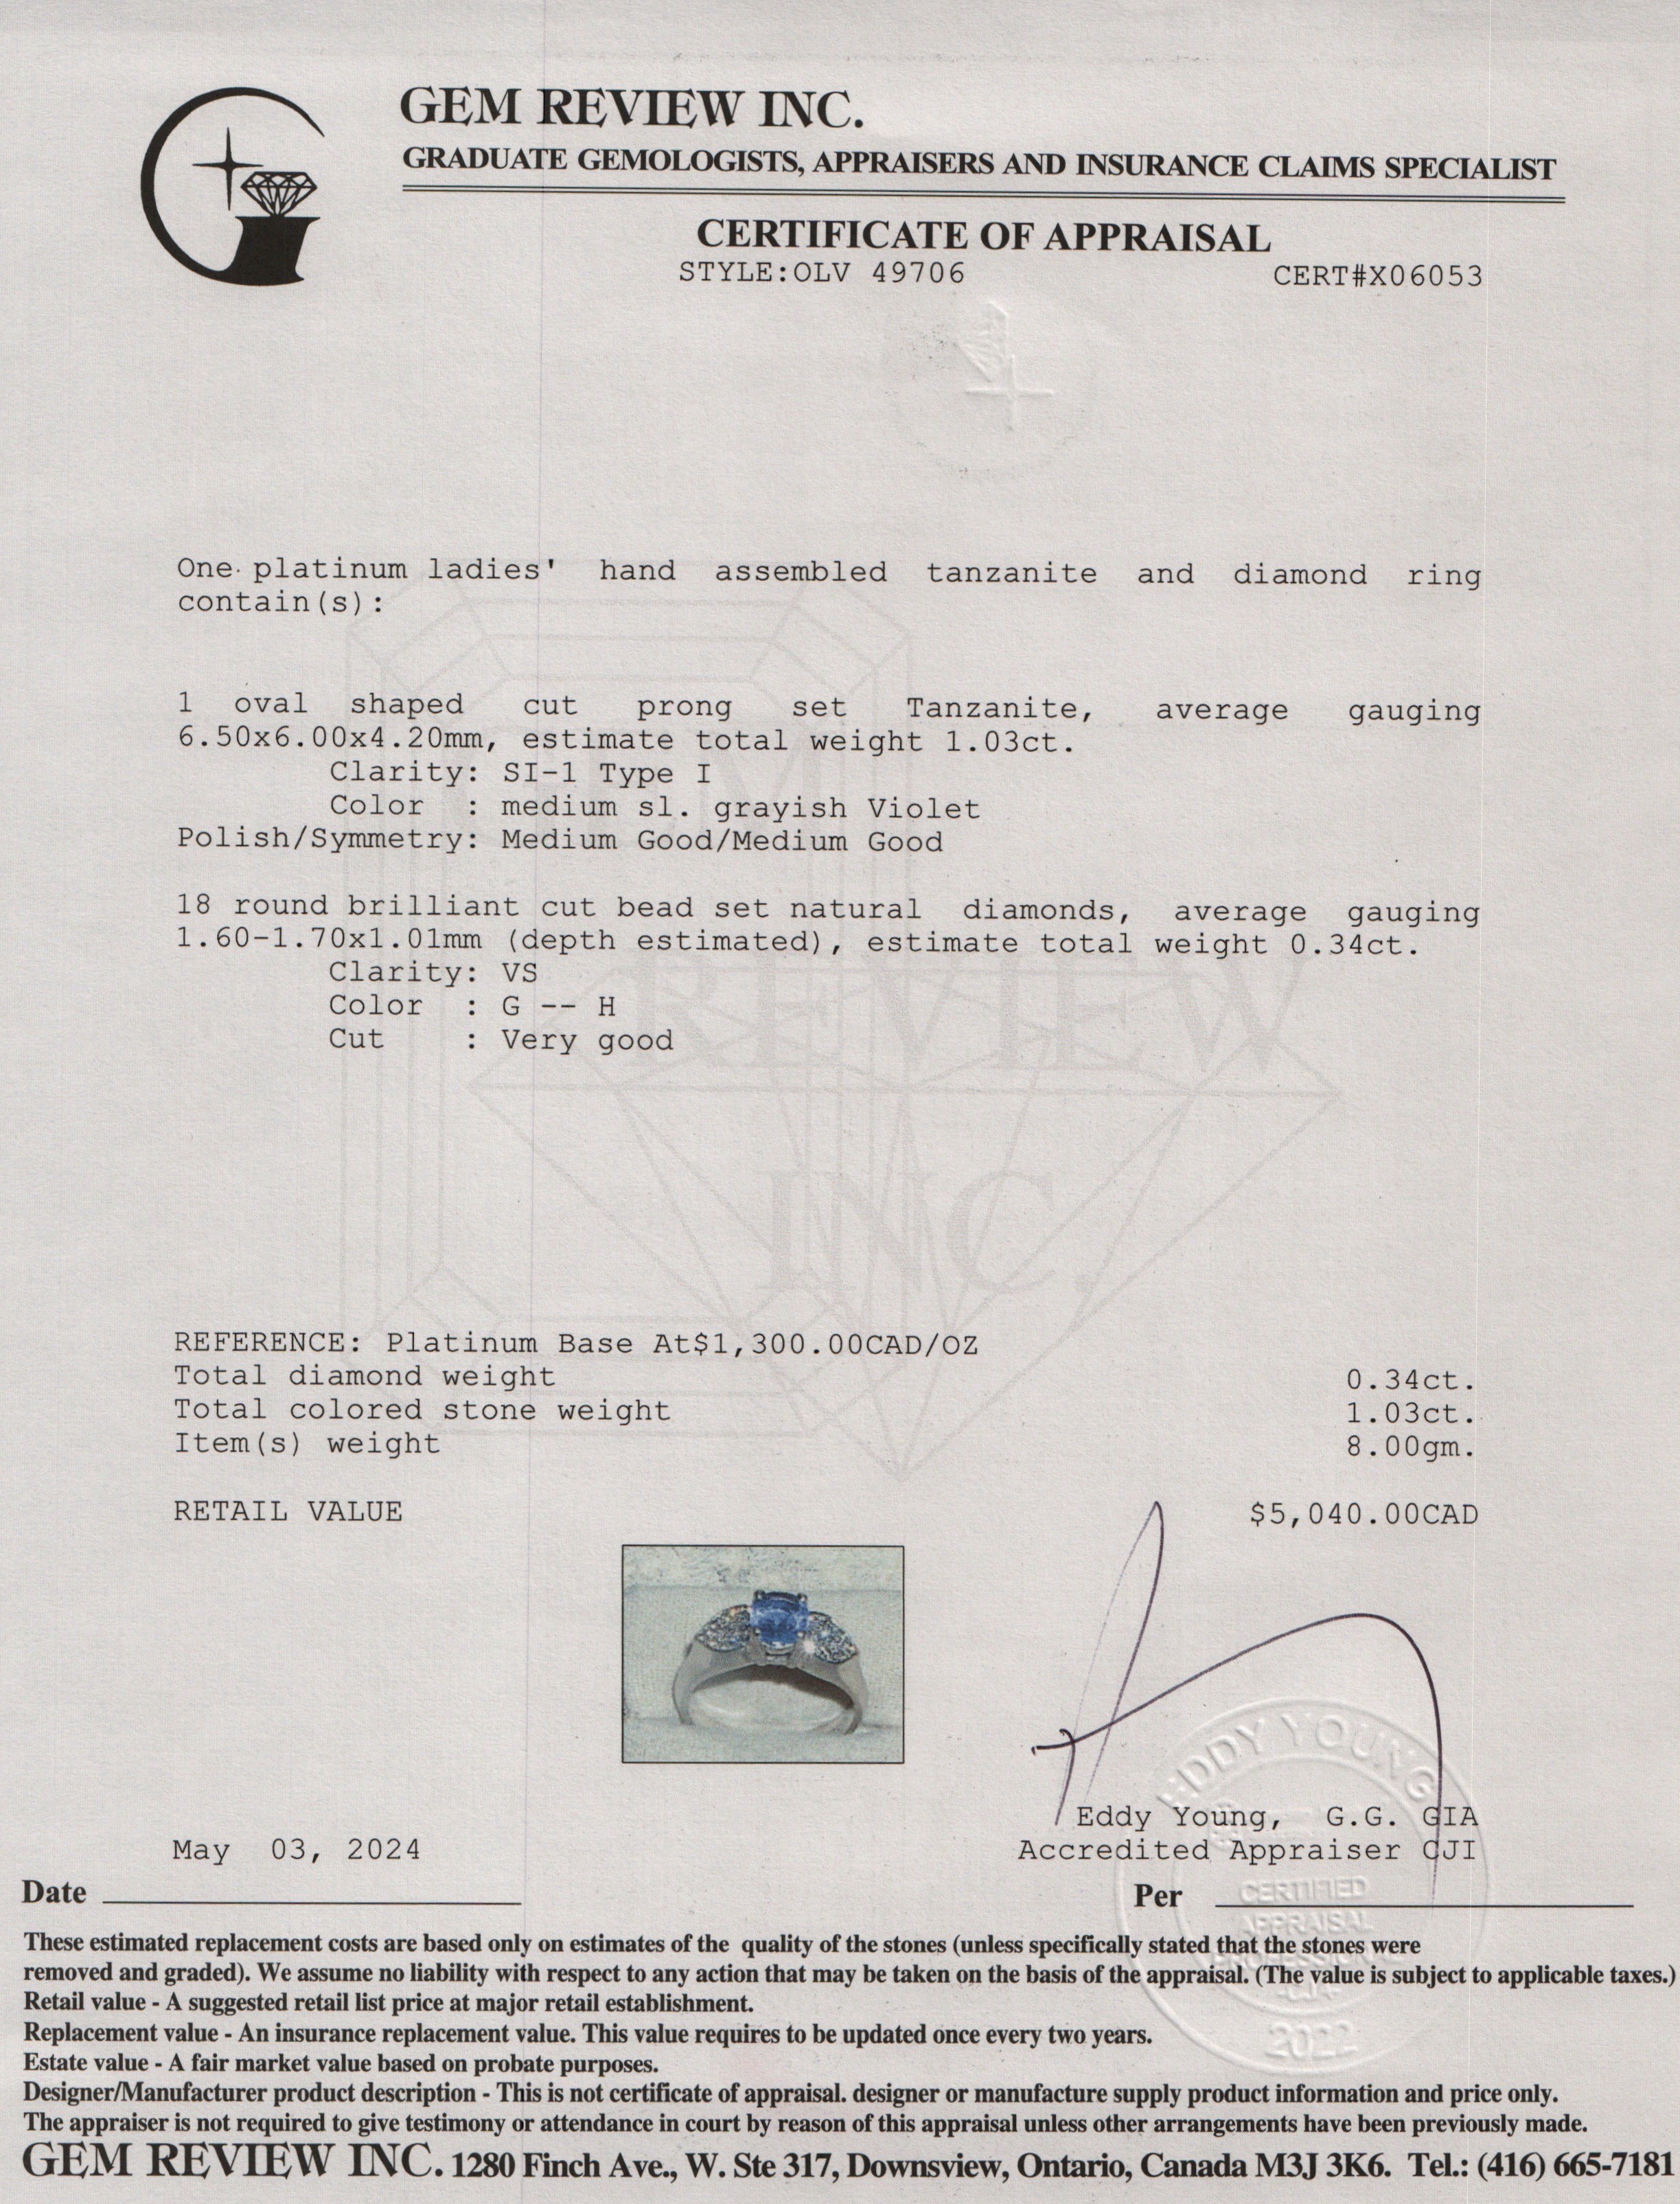 GEM REVIEW INC.
GRADUATE GEMOLOGISTS, APPRAISERS AND INSURANCE CLAIMS SPECIALIST
CERTIFICATE OF APPRAISAL
STYLE:OLV 49706 CERT#X06053
One platinum ladies' hand assembled tanzanite and diamond ring
contain(s):
1 oval shaped cut prong set Tanzanite, average gauging
6.50x6.00x4.20mm, estimate total weight 1.03ct.
Clarity: SI-1 Type I
Color : medium sl. grayish Violet
Polish/Symmetry: Medium Good/Medium Good
18 round brilliant cut bead set natural diamonds, average gauging
1.60-1.70x1.01mm (depth estimated), estimate total weight 0.34ct.
Clarity: VS
Color : G -- H
Cut : Very good
REVIEW
INC.
REFERENCE: Platinum Base At$1,300.00CAD/OZ
Total diamond weight 0.34ct.
Total colored stone weight 1.03ct.
Item(s) weight 8.00gm.
RETAIL VALUE $5,040.00CAD
EDDY YOUNG
Eddy Young, G.G. GIA
May 03, 2024 Accredited Appraiser CJI
Date Per
CERTIFIED
APPRAISAL
2022
These estimated replacement costs are based only on estimates of the quality of the stones (unless specifically stated that the stones were
removed and graded). We assume no liability with respect to any action that may be taken on the basis of the appraisal. (The value is subject to applicable taxes.)
Retail value - A suggested retail list price at major retail establishment.
Replacement value - An insurance replacement value. This value requires to be updated once every two years.
Estate value - A fair market value based on probate purposes.
Designer/Manufacturer product description - This is not certificate of appraisal. designer or manufacture supply product information and price only.
The appraiser is not required to give testimony or attendance in court by reason of this appraisal unless other arrangements have been previously made.
GEM REVIEW INC. 1280 Finch Ave., W. Ste 317, Downsview, Ontario, Canada M3J 3K6. Tel.: (416) 665-7181